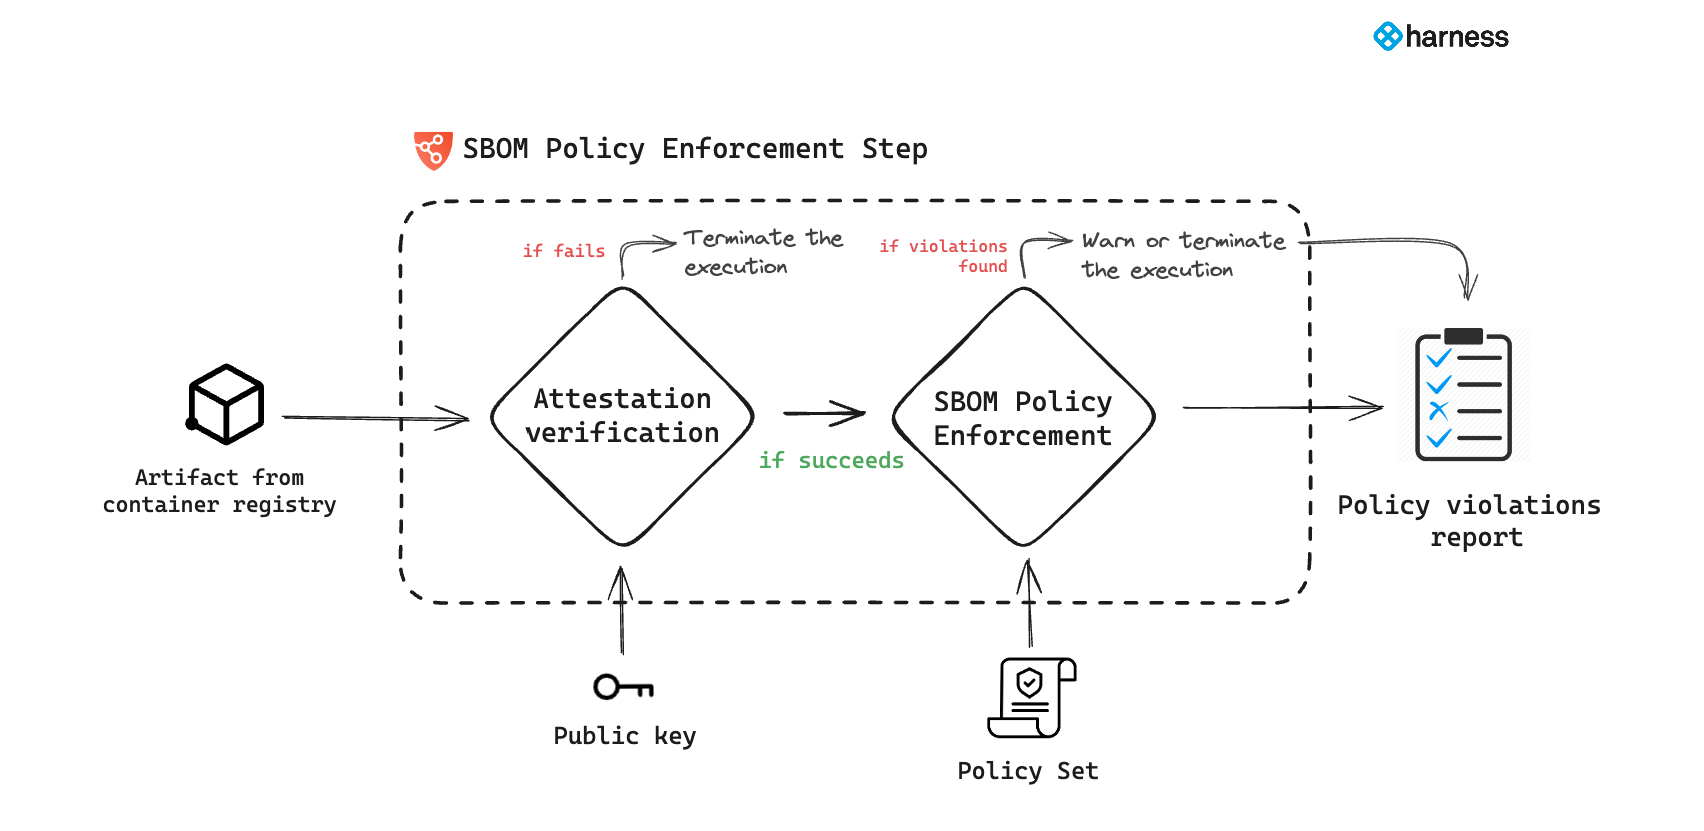 harness
SBOM Policy Enforcement Step
if fails
Terminate the
execution
if violations
found
Warn or terminate
the execution
Attestation
verification
if succeeds
SBOM Policy
Enforcement
Artifact from
container registry
Policy violations
report
Public key
Policy Set